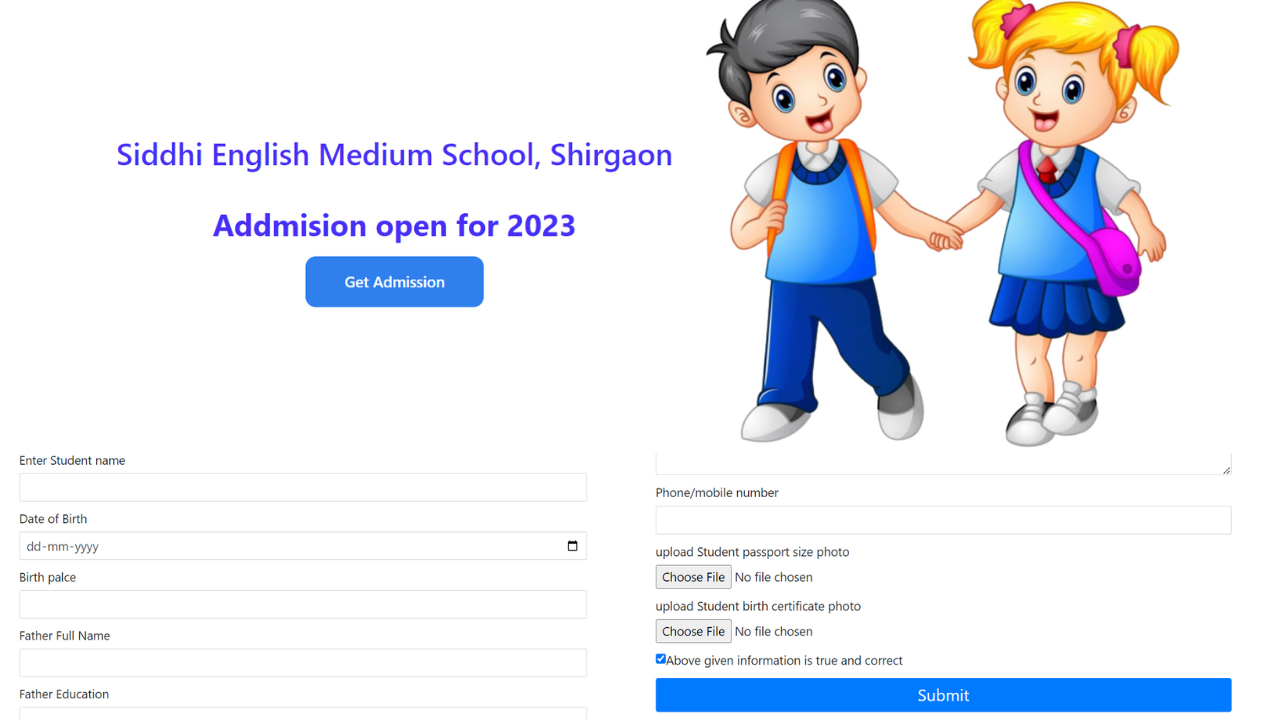 Siddhi English Medium School, Shirgaon
Addmision open for 2023
Get Admission
Enter Student name
Date of Birth
dd-mm-yyyy
Birth palce
Father Full Name
Father Education
Phone/mobile number
upload Student passport size photo
Choose File No file chosen
upload Student birth certificate photo
Choose File No file chosen
Above given information is true and correct
Submit